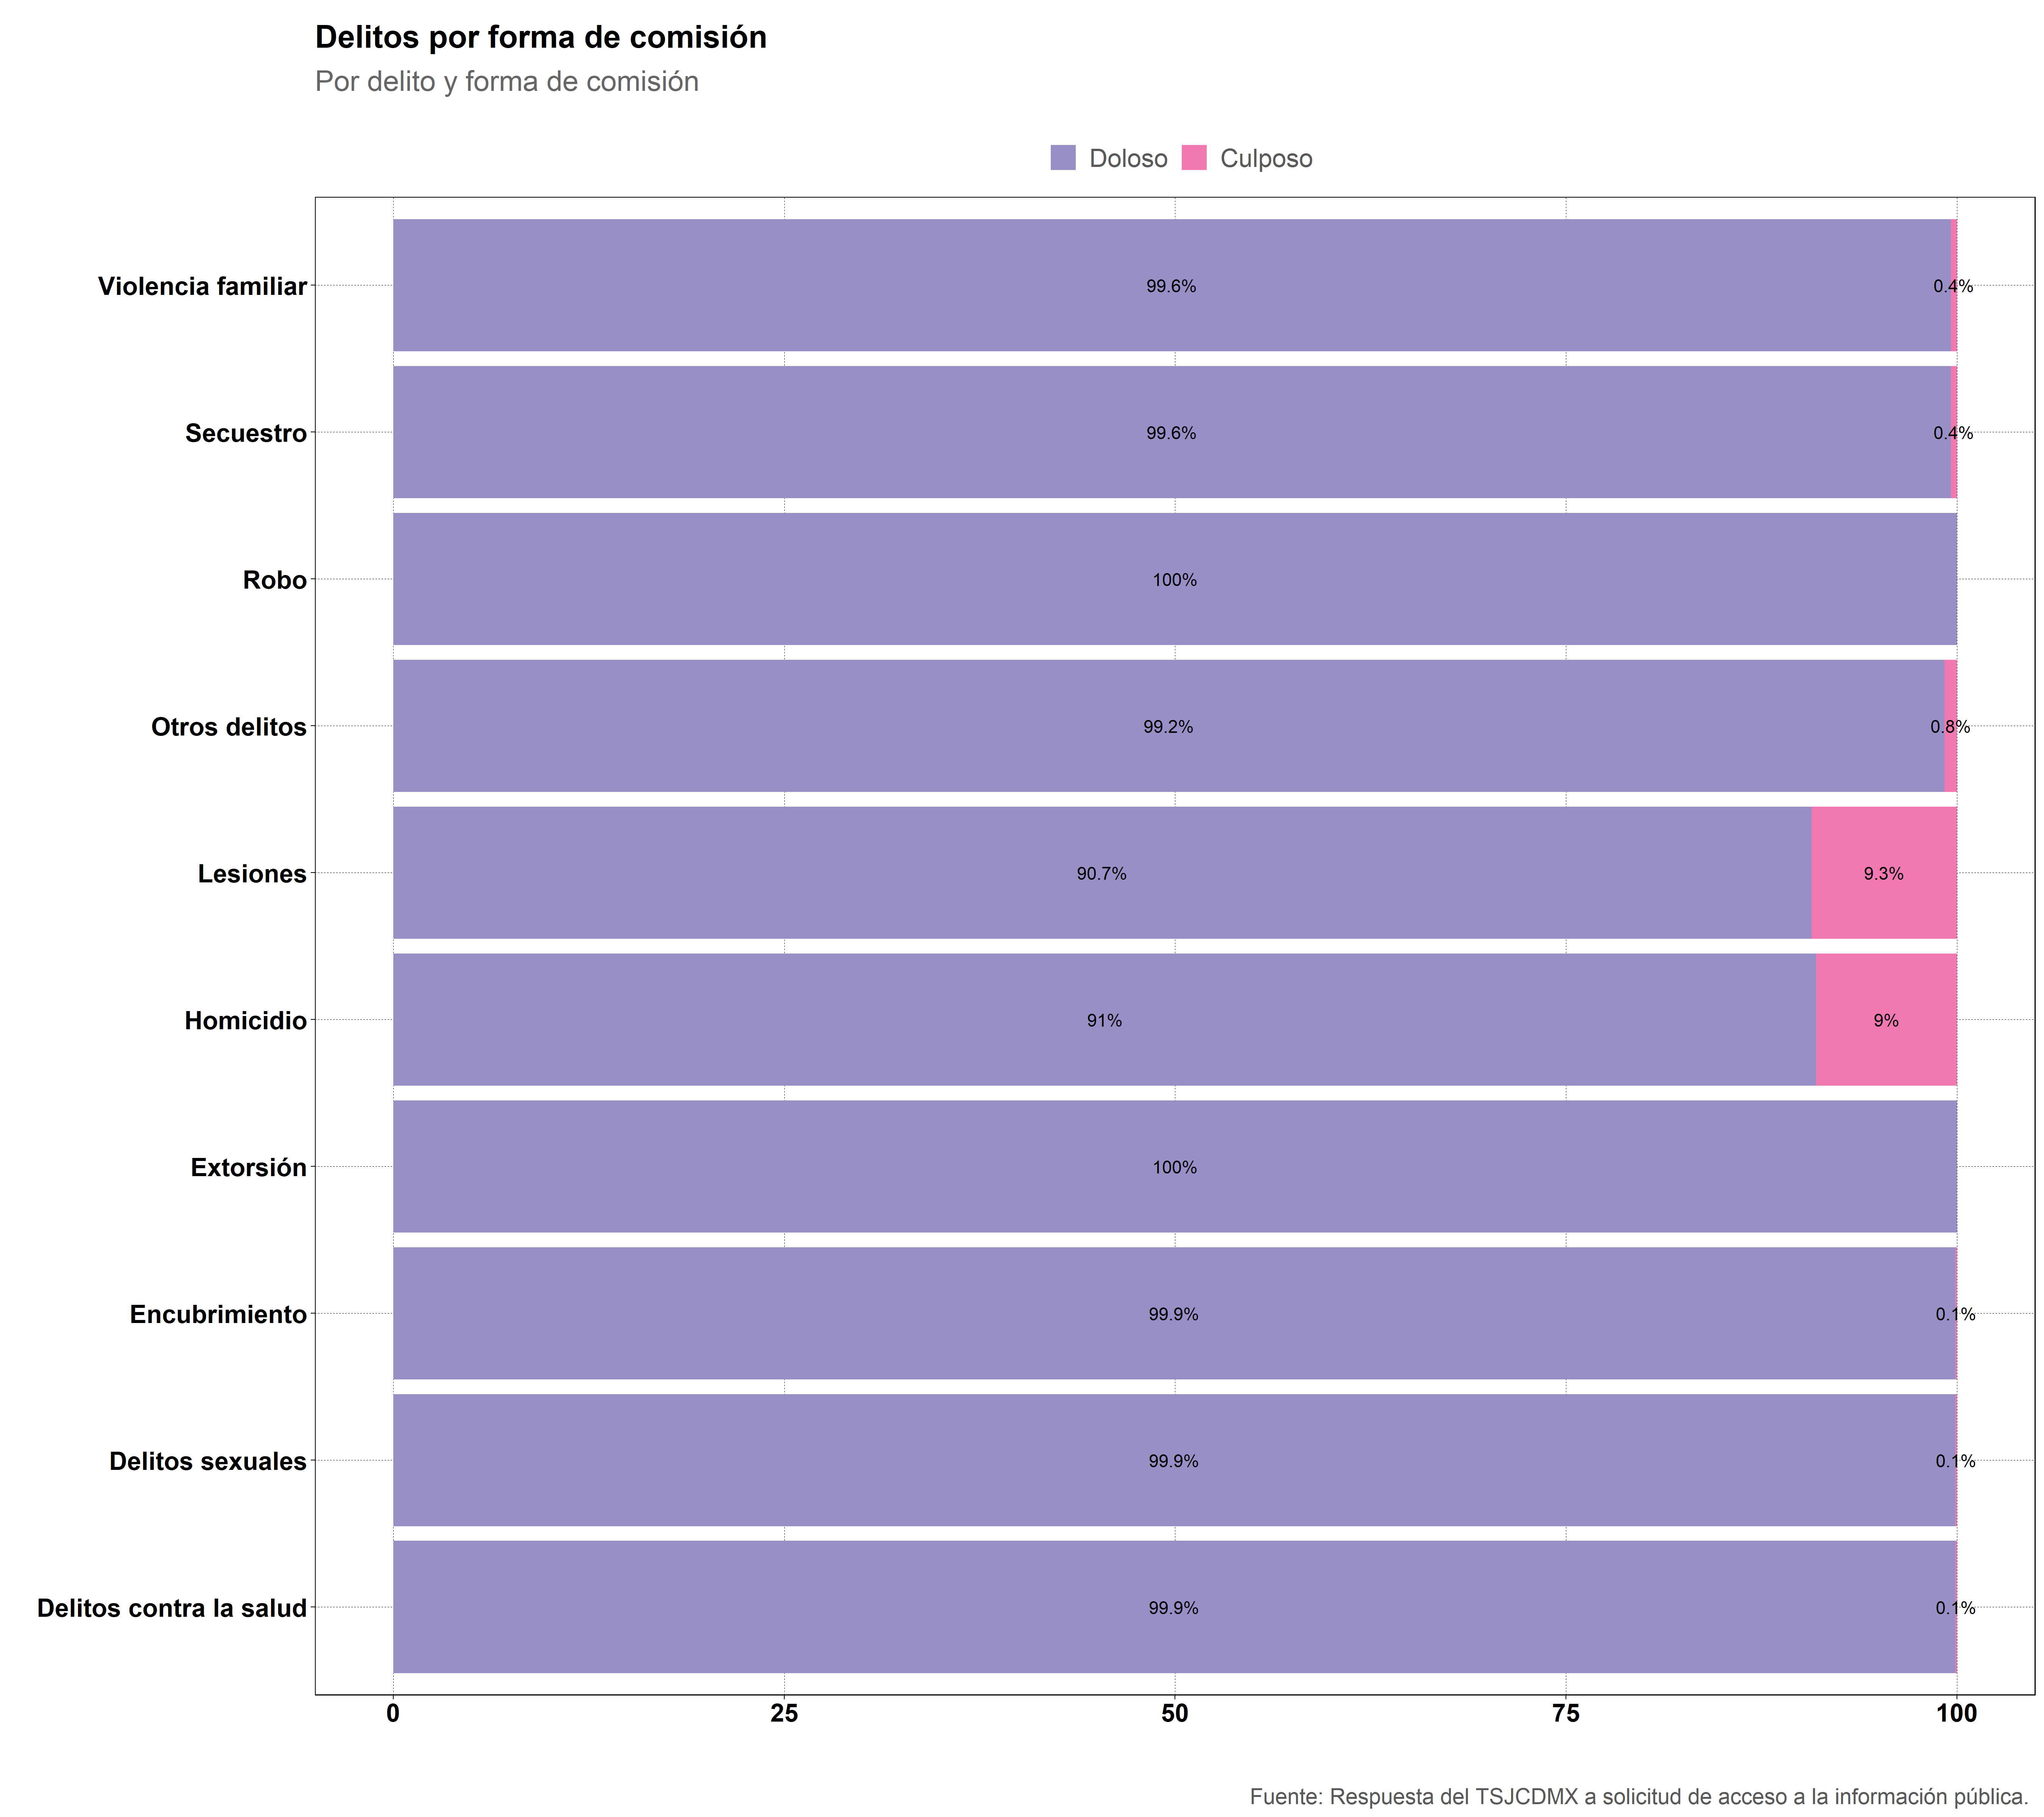 Delitos por forma de comisión
Por delito y forma de comisión
Doloso Culposo
Violencia familiar 99.6% 0.4%
Secuestro 99.6% 0.4%
Robo 100%
Otros delitos 99.2% 0.8%
Lesiones 90.7% 9.3%
Homicidio 91% 9%
Extorsión 100%
Encubrimiento 99.9% 0.1%
Delitos sexuales 99.9% 0.1%
Delitos contra la salud 99.9% 0.1%
0 25 50 75 100
Fuente: Respuesta del TSJCDMX a solicitud de acceso a la información pública.